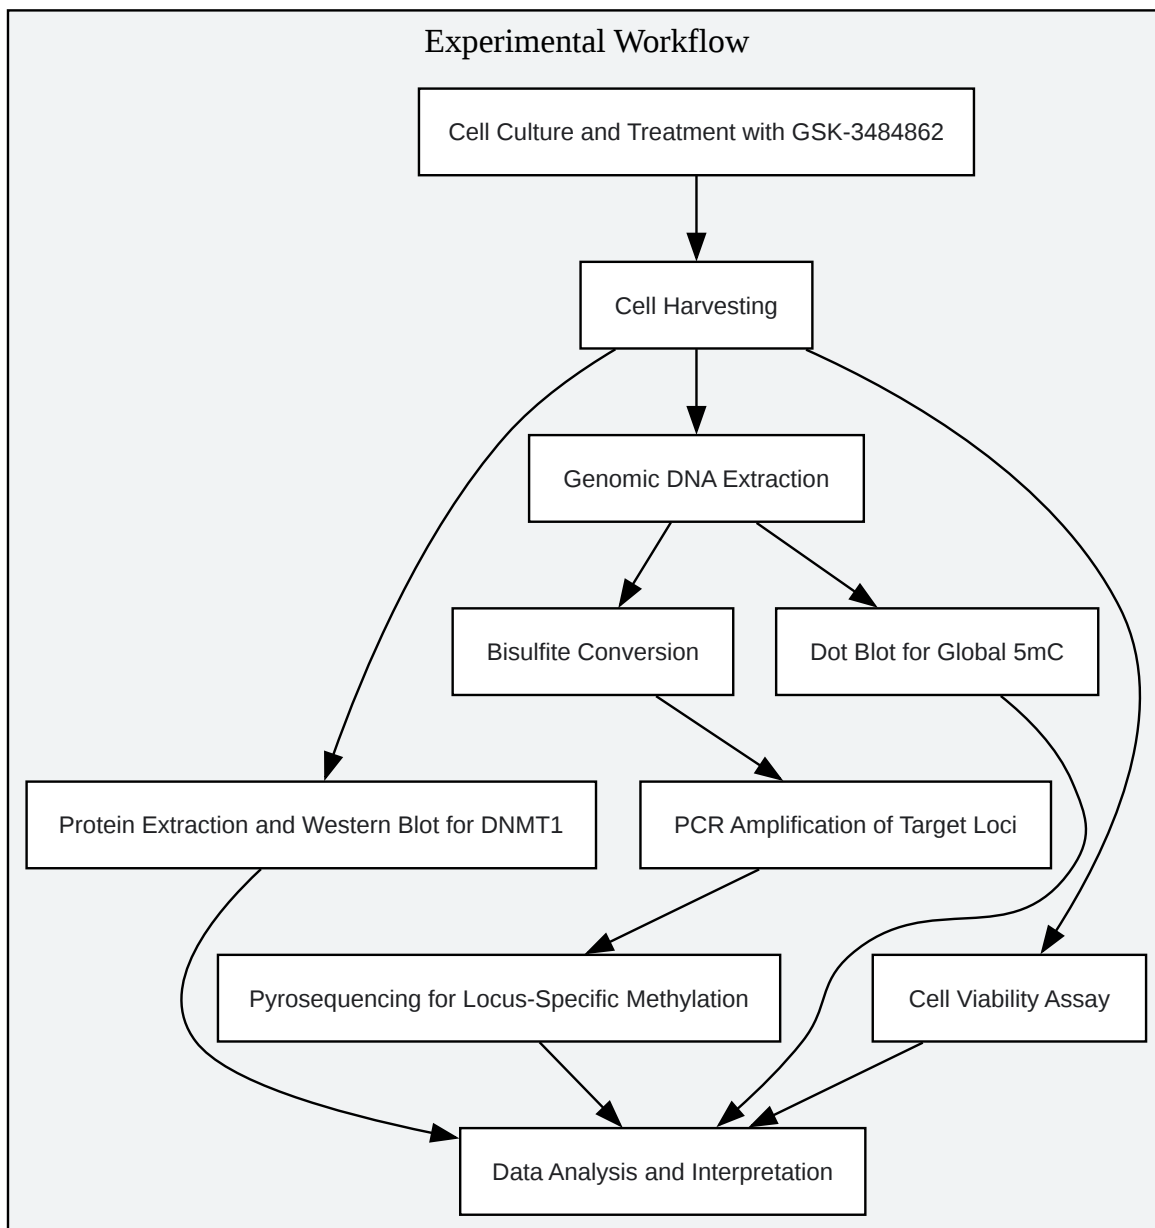 Experimental Workflow
Cell Culture and Treatment with GSK-3484862
Cell Harvesting
Genomic DNA Extraction
Bisulfite Conversion
Dot Blot for Global 5mC
Protein Extraction and Western Blot for DNMT1
PCR Amplification of Target Loci
Pyrosequencing for Locus-Specific Methylation
Cell Viability Assay
Data Analysis and Interpretation